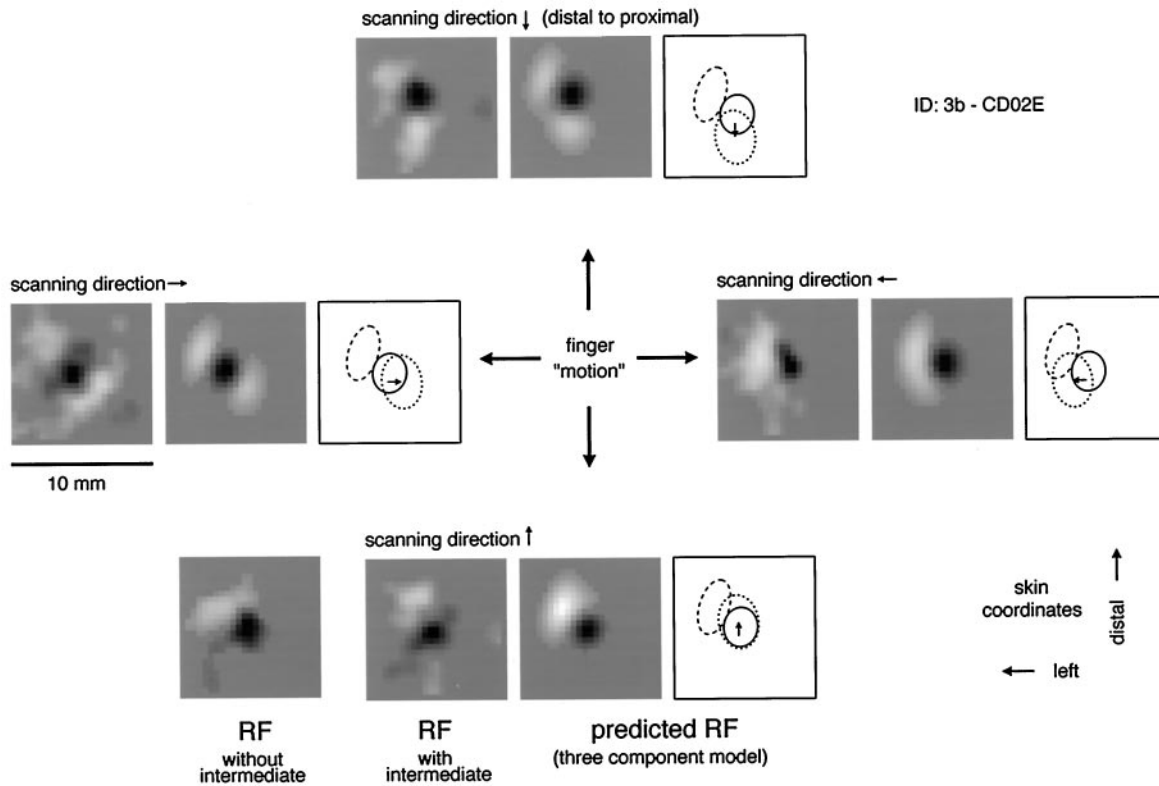 scanning direction ↓ (distal to proximal)
ID: 3b - CD02E
scanning direction →
scanning direction ←
finger
"motion"
10 mm
scanning direction ↑
skin
coordinates
distal
← left
RF
without
intermediate
RF
with
intermediate
predicted RF
(three component model)